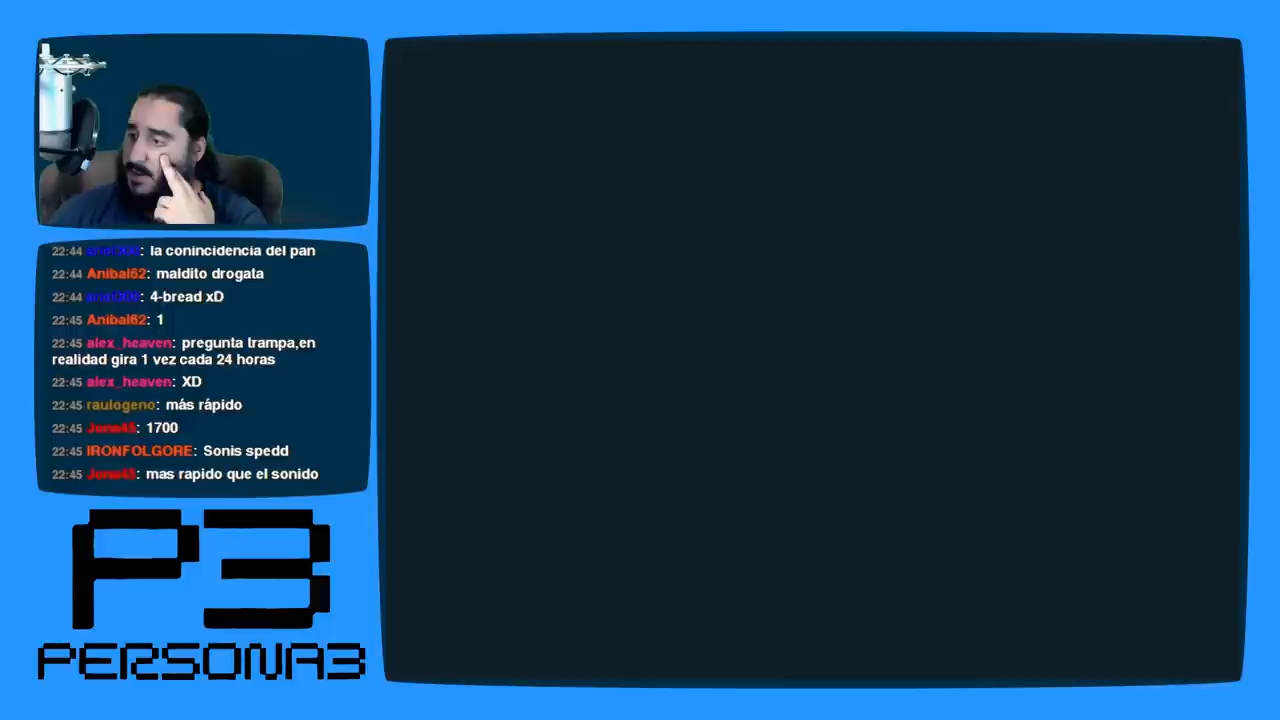 22:44 : la conincidencia del pan
22:44 Anibal62: maldito drogata
22:44 : 4-bread xD
22:45 Anibal62: 1
22:45 alex_heaven: pregunta trampa,en
realidad gira 1 vez cada 24 horas
22:45 alex_heaven: XD
22:45 raulogeno: más rápido
22:45 Jona45: 1700
22:45 IRONFOLGORE: Sonis spedd
22:45 Jona45: mas rapido que el sonido
P3
PERSONA3